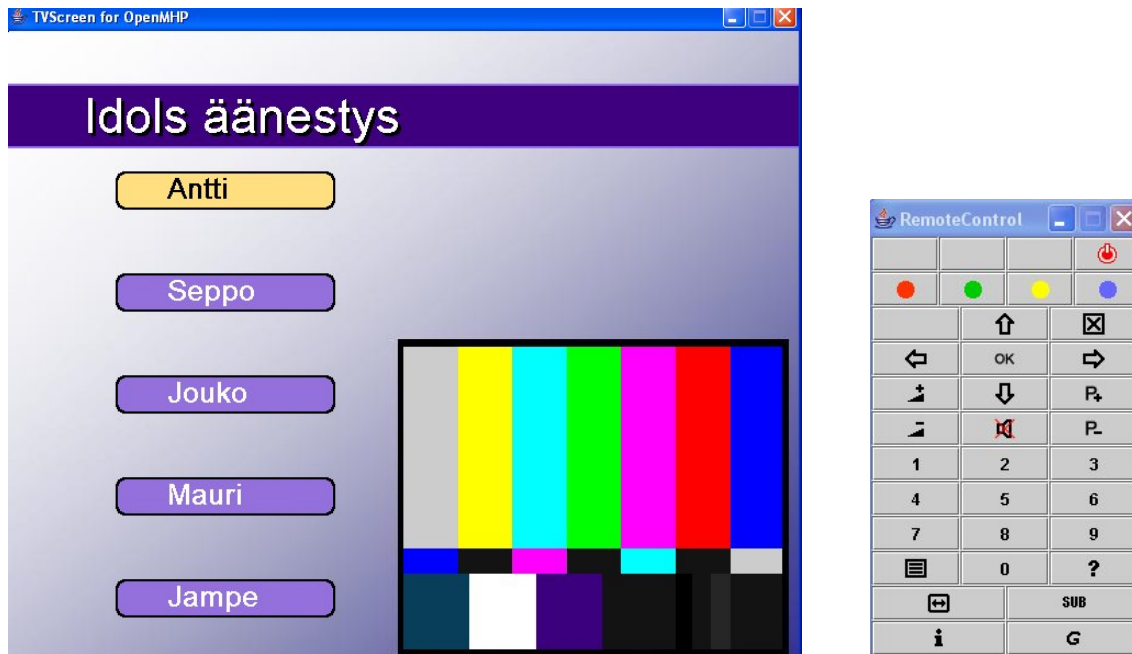 TVScreen for OpenMHP
Idols äänestys
Antti
Seppo
Jouko
Mauri
Jampe
RemoteControl
OK
P+
P-
1 2 3
4 5 6
7 8 9
0 ?
SUB
i G